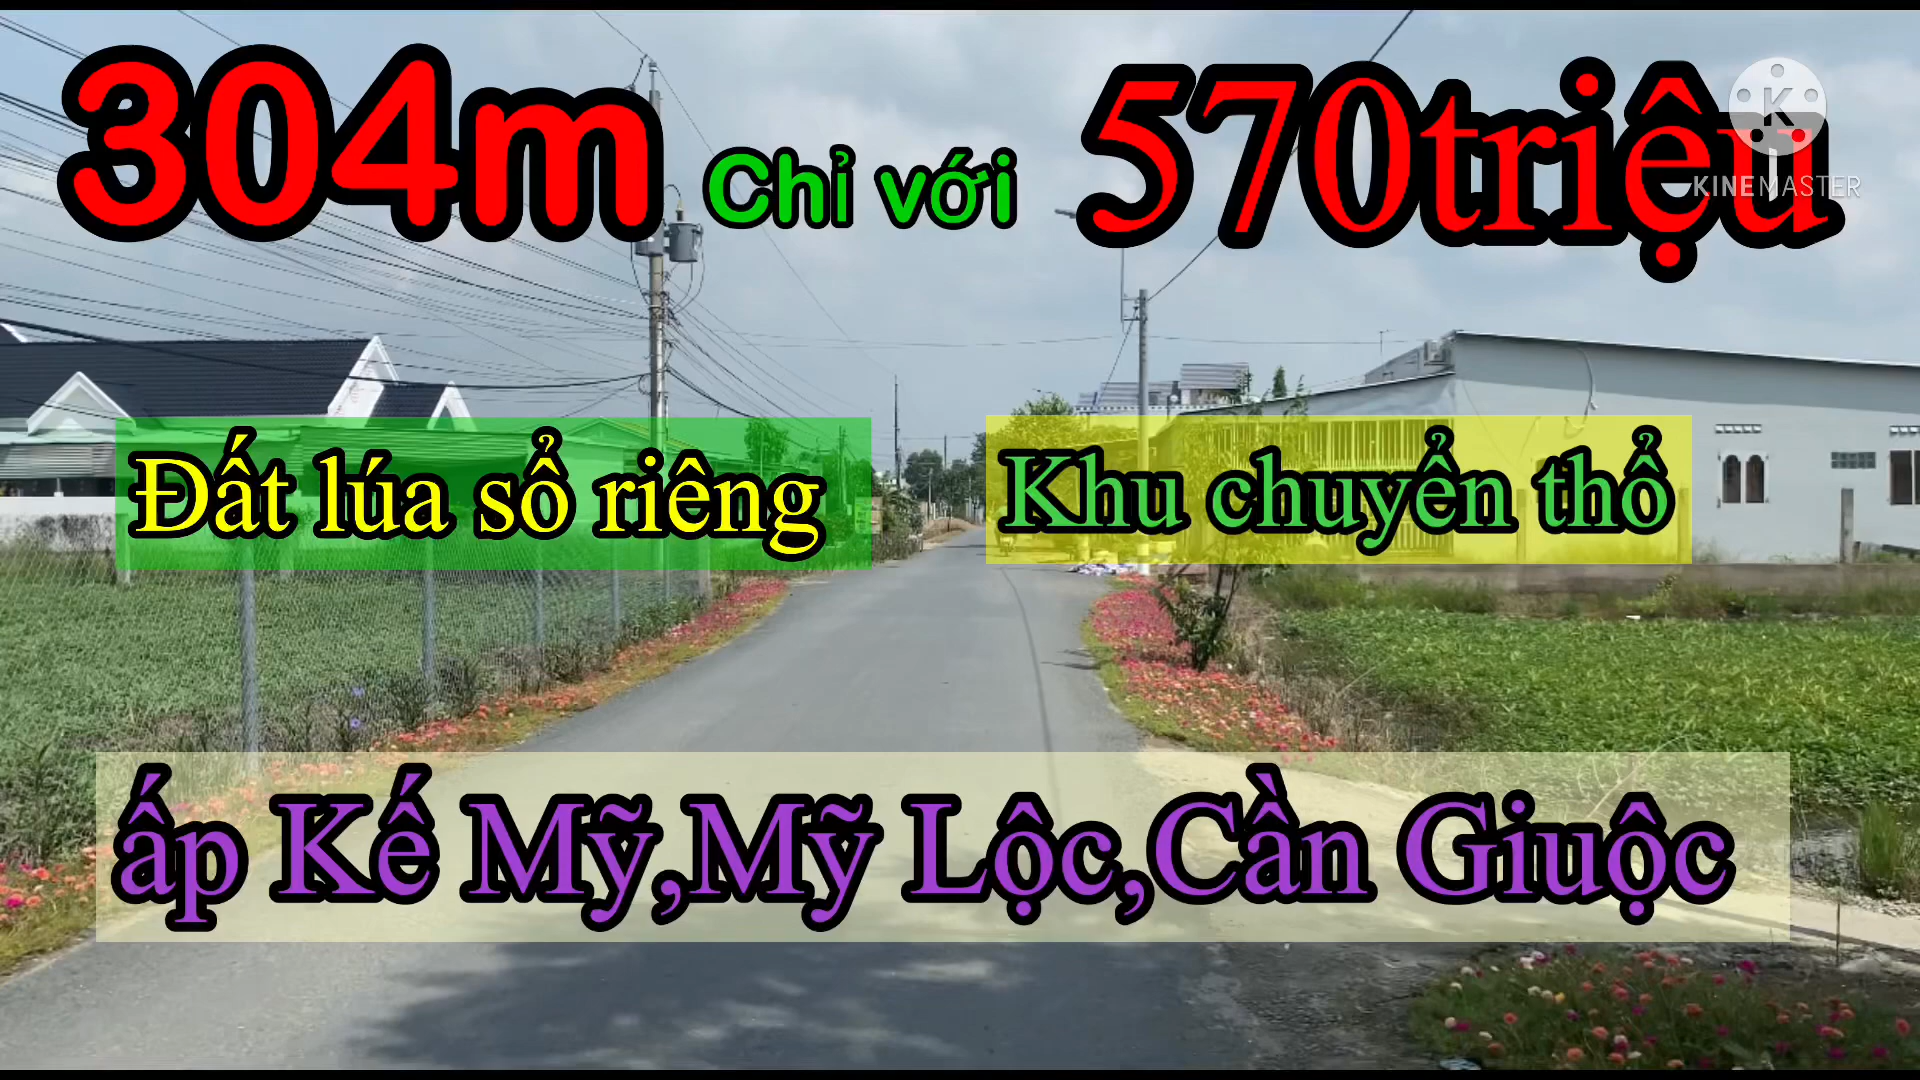 304m Chỉ với 570triệu
KINEMASTER
Đất lúa sổ riêng
Khu chuyển thổ
ấp Kế Mỹ,Mỹ Lộc,Cần Giuộc